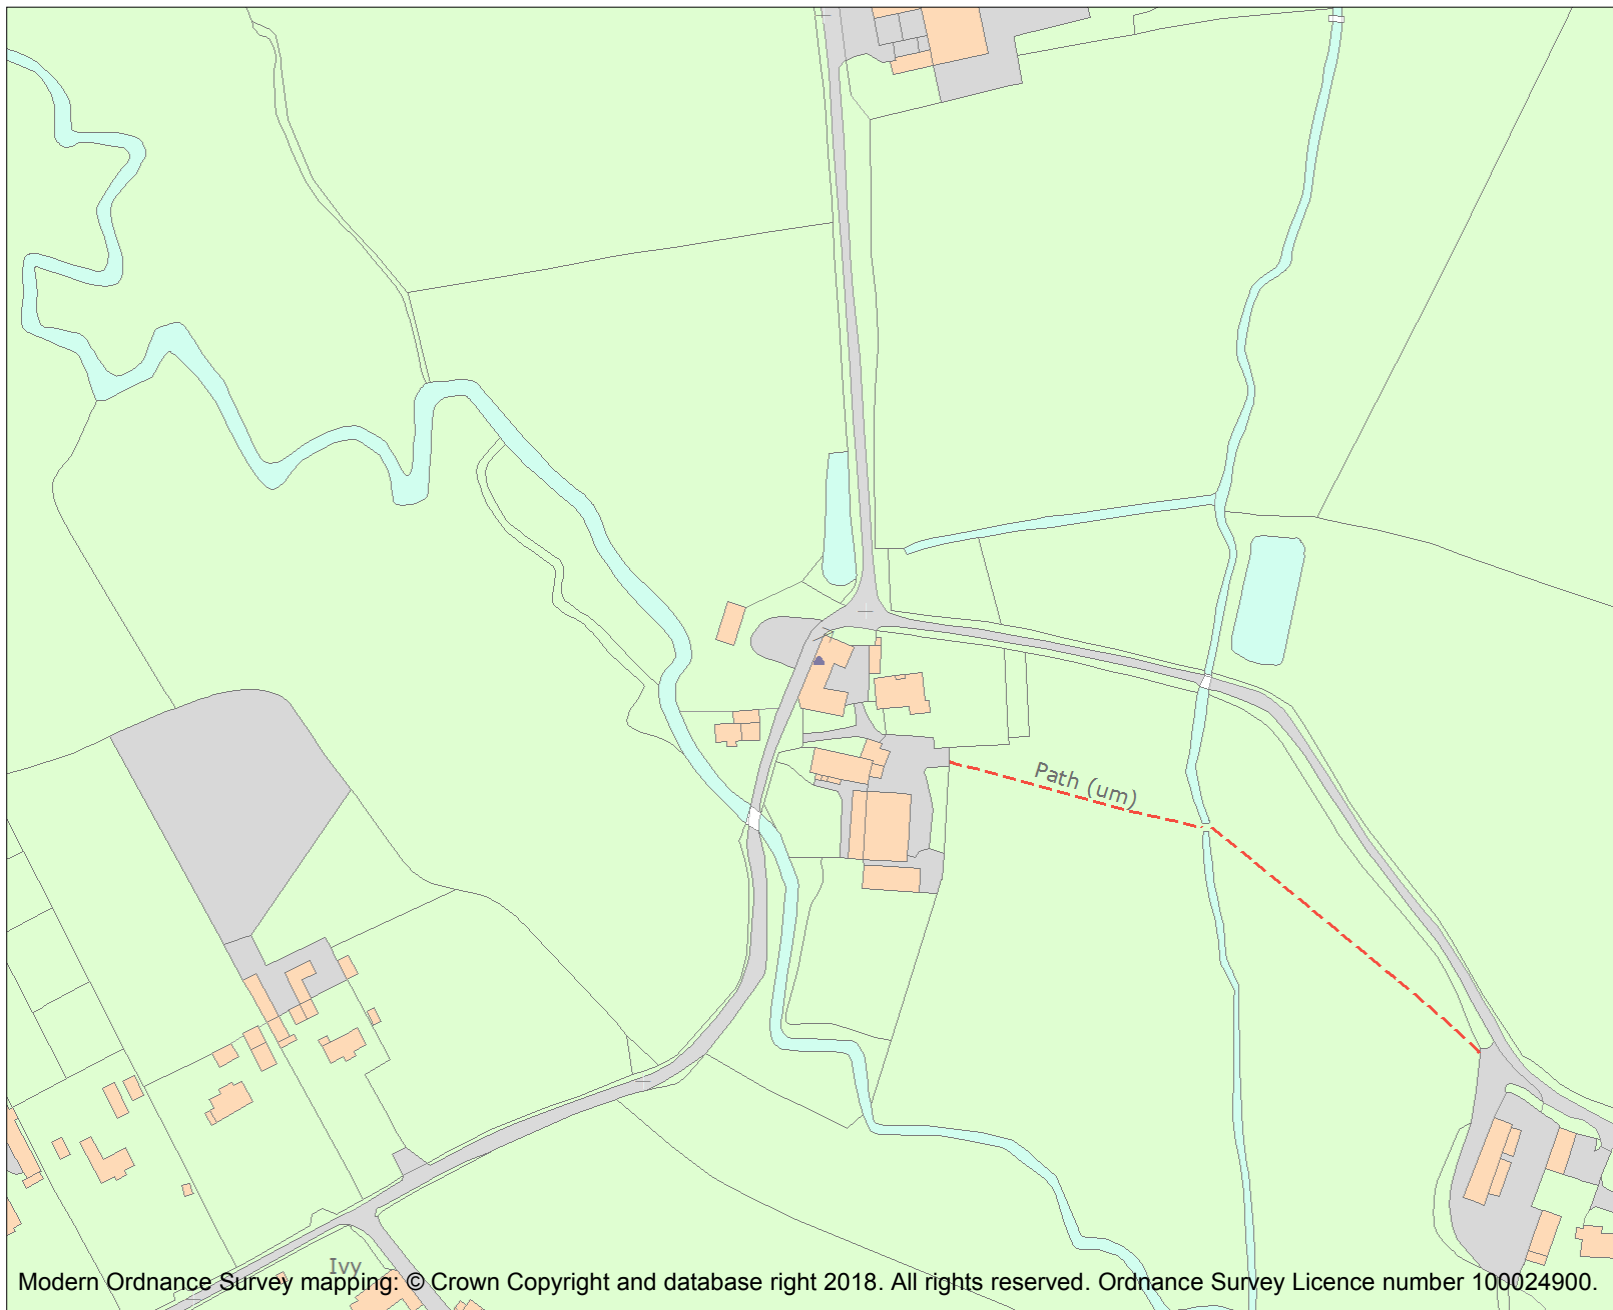 Path (um)
Ivy
Modern Ordnance Survey mapping: © Crown Copyright and database right 2018. All rights reserved. Ordnance Survey Licence number 100024900.